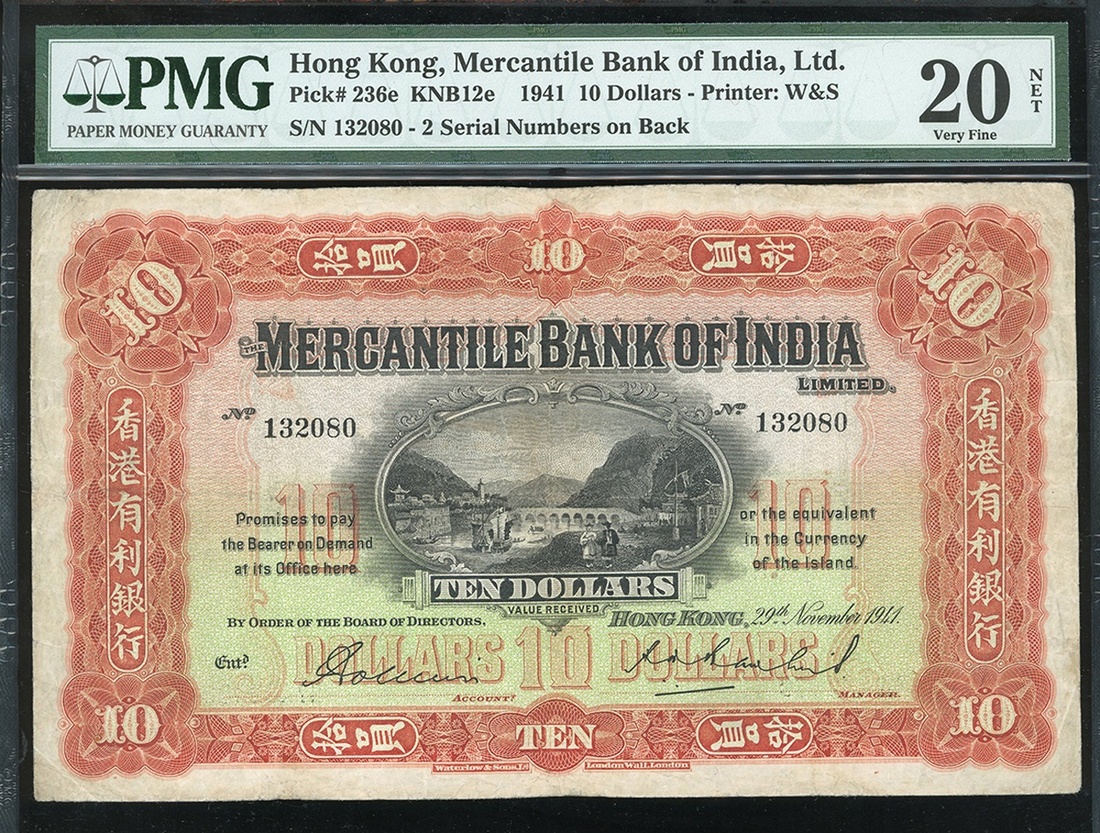 PMG
PAPER MONEY GUARANTY
Hong Kong, Mercantile Bank of India, Ltd.
Pick# 236e KNB12e 1941 10 Dollars - Printer: W&S
S/N 132080 - 2 Serial Numbers on Back
20 NET
Very Fine
10
拾員
10
拾員
10
THE MERCANTILE BANK OF INDIA
LIMITED.
No. 132080
No. 132080
香港有利銀行
香港有利銀行
10
10
Promises to pay
the Bearer on Demand
at its Office here
or the equivalent
in the Currency
of the Island.
TEN DOLLARS
VALUE RECEIVED
BY ORDER OF THE BOARD OF DIRECTORS.
HONG KONG, 29th November 1941.
DOLLARS 10 DOLLARS
Entd.
ACCOUNTt.
MANAGER.
10
拾員
TEN
拾員
10
Waterlow & Sons, Ld. London Wall, London